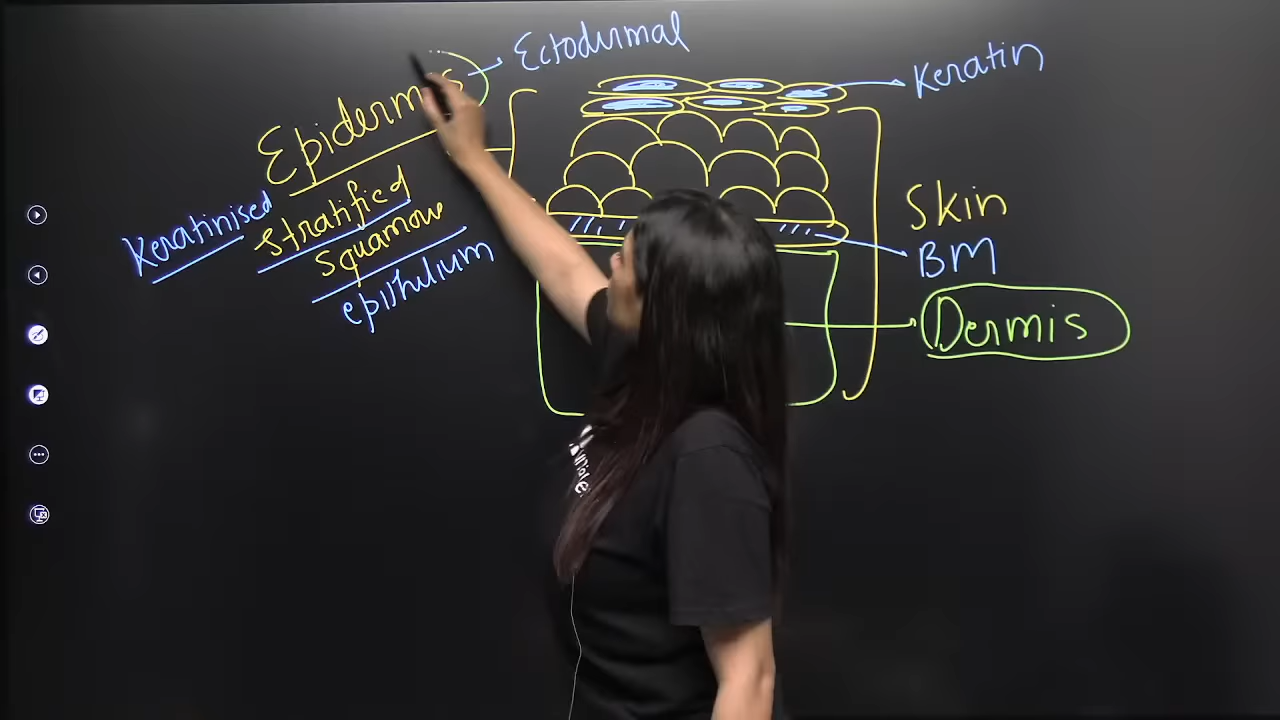 Ectodermal
Epidermis
Keratin
Keratinised
Stratified
squamous
epithelium
Skin
BM
Dermis